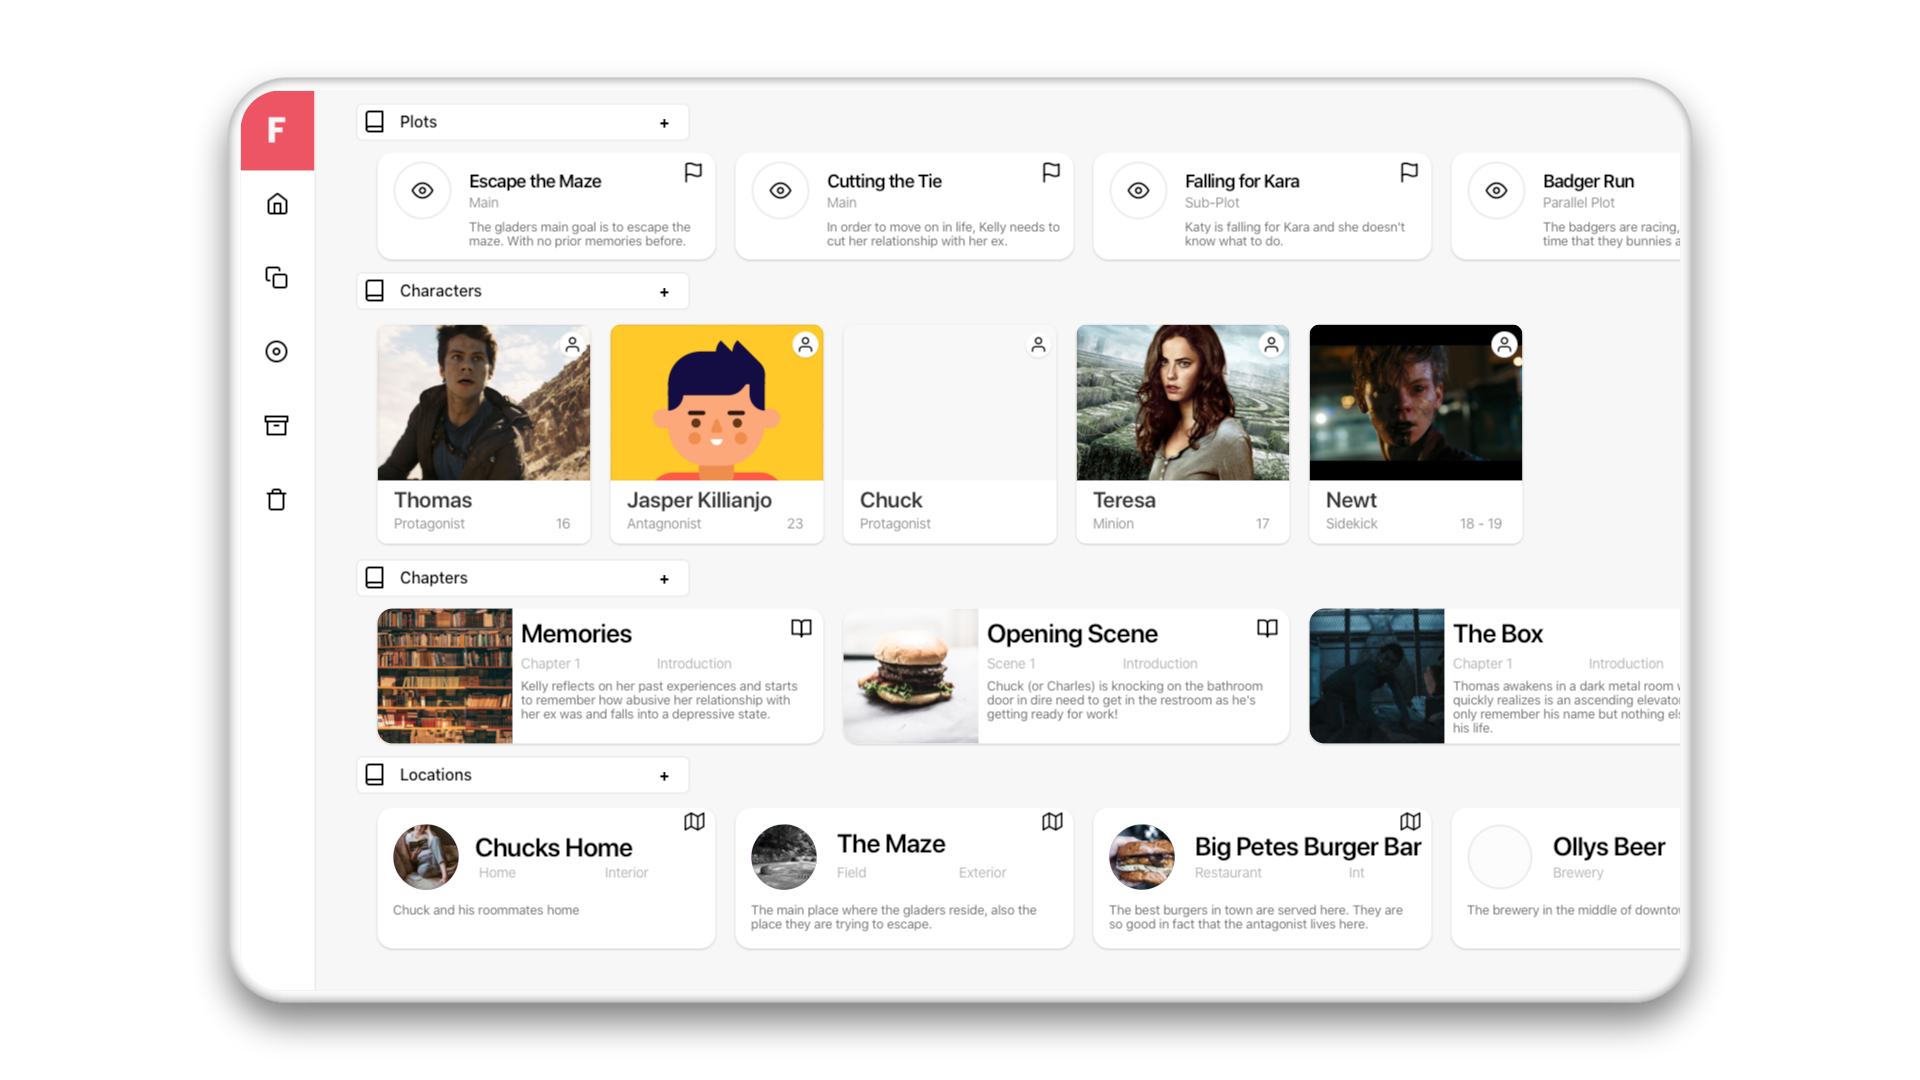 F
Plots +
Escape the Maze
Main
The gladers main goal is to escape the
maze. With no prior memories before.
Cutting the Tie
Main
In order to move on in life, Kelly needs to
cut her relationship with her ex.
Falling for Kara
Sub-Plot
Katy is falling for Kara and she doesn't
know what to do.
Badger Run
Parallel Plot
The badgers are racing,
time that they bunnies a
Characters +
Thomas
Protagonist 16
Jasper Killianjo
Antagnonist 23
Chuck
Protagonist
Teresa
Minion 17
Newt
Sidekick 18 - 19
Chapters +
Memories
Chapter 1 Introduction
Kelly reflects on her past experiences and starts
to remember how abusive her relationship with
her ex was and falls into a depressive state.
Opening Scene
Scene 1 Introduction
Chuck (or Charles) is knocking on the bathroom
door in dire need to get in the restroom as he's
getting ready for work!
The Box
Chapter 1 Introduction
Thomas awakens in a dark metal room
quickly realizes is an ascending elevato
only remember his name but nothing el
his life.
Locations +
Chucks Home
Home Interior
Chuck and his roommates home
The Maze
Field Exterior
The main place where the gladers reside, also the
place they are trying to escape.
Big Petes Burger Bar
Restaurant Int
The best burgers in town are served here. They are
so good in fact that the antagonist lives here.
Ollys Beer
Brewery
The brewery in the middle of downto